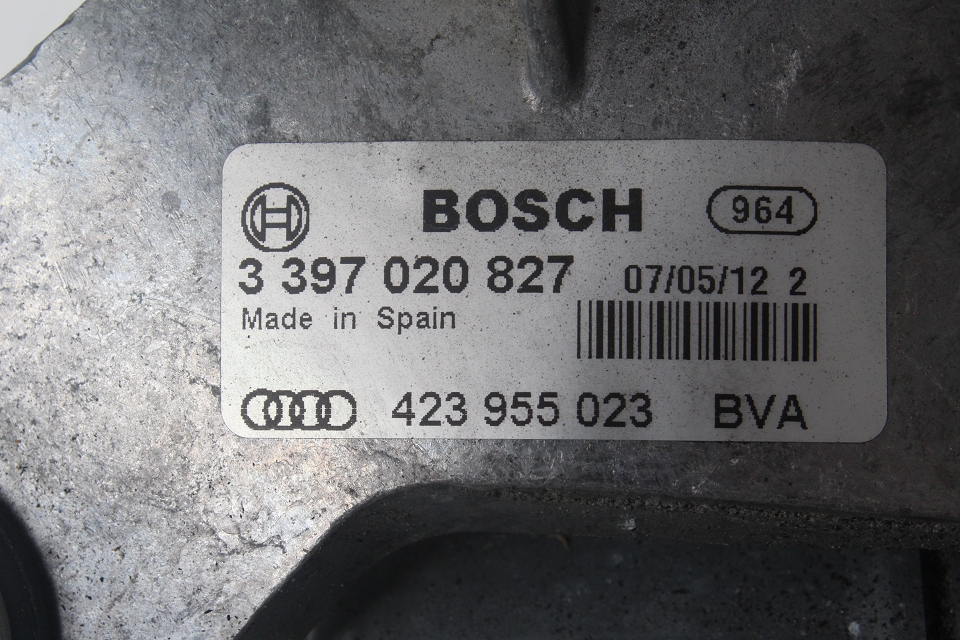 BOSCH 964
3 397 020 827 07/05/12 2
Made in Spain
423 955 023 BVA